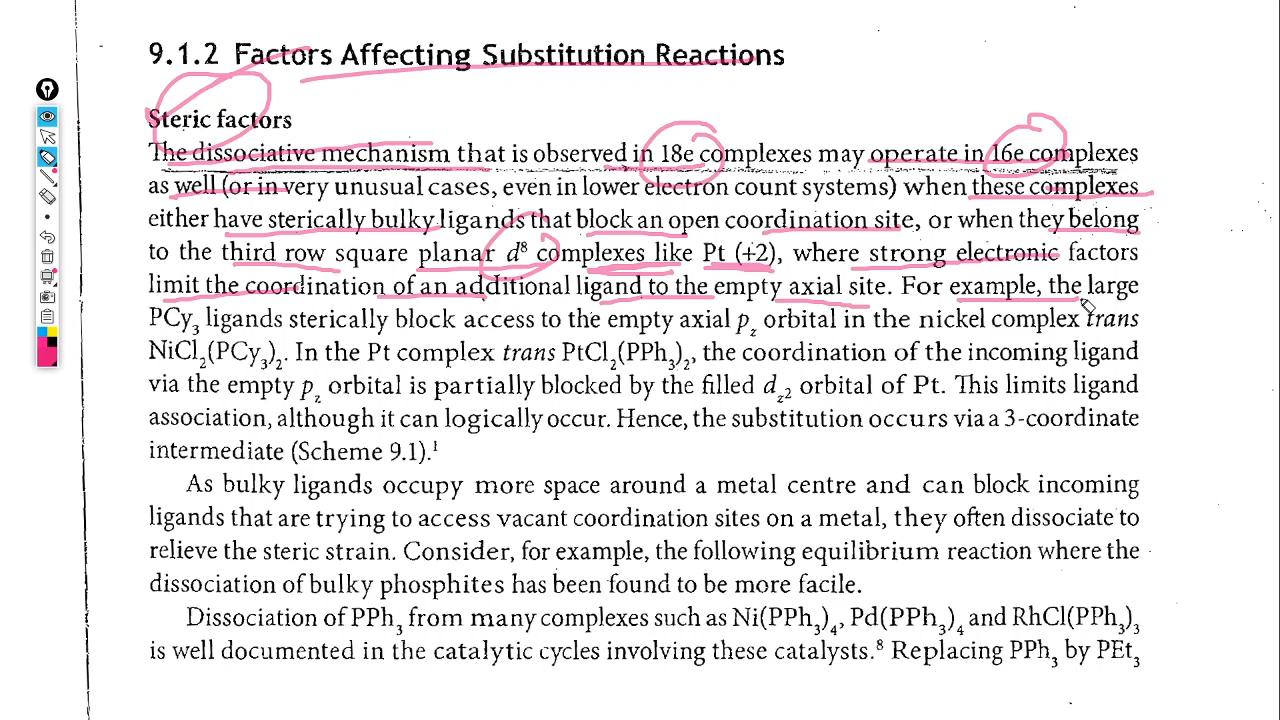 9.1.2 Factors Affecting Substitution Reactions
Steric factors
The dissociative mechanism that is observed in 18e complexes may operate in 16e complexes
as well (or in very unusual cases, even in lower electron count systems) when these complexes
either have sterically bulky ligands that block an open coordination site, or when they belong
to the third row square planar d⁸ complexes like Pt (+2), where strong electronic factors
limit the coordination of an additional ligand to the empty axial site. For example, the large
PCy₃ ligands sterically block access to the empty axial p_z orbital in the nickel complex trans
NiCl₂(PCy₃)₂. In the Pt complex trans PtCl₂(PPh₃)₂, the coordination of the incoming ligand
via the empty p_z orbital is partially blocked by the filled d_z2 orbital of Pt. This limits ligand
association, although it can logically occur. Hence, the substitution occurs via a 3-coordinate
intermediate (Scheme 9.1).¹
As bulky ligands occupy more space around a metal centre and can block incoming
ligands that are trying to access vacant coordination sites on a metal, they often dissociate to
relieve the steric strain. Consider, for example, the following equilibrium reaction where the
dissociation of bulky phosphites has been found to be more facile.
Dissociation of PPh₃ from many complexes such as Ni(PPh₃)₄, Pd(PPh₃)₄ and RhCl(PPh₃)₃
is well documented in the catalytic cycles involving these catalysts.⁸ Replacing PPh₃ by PEt₃